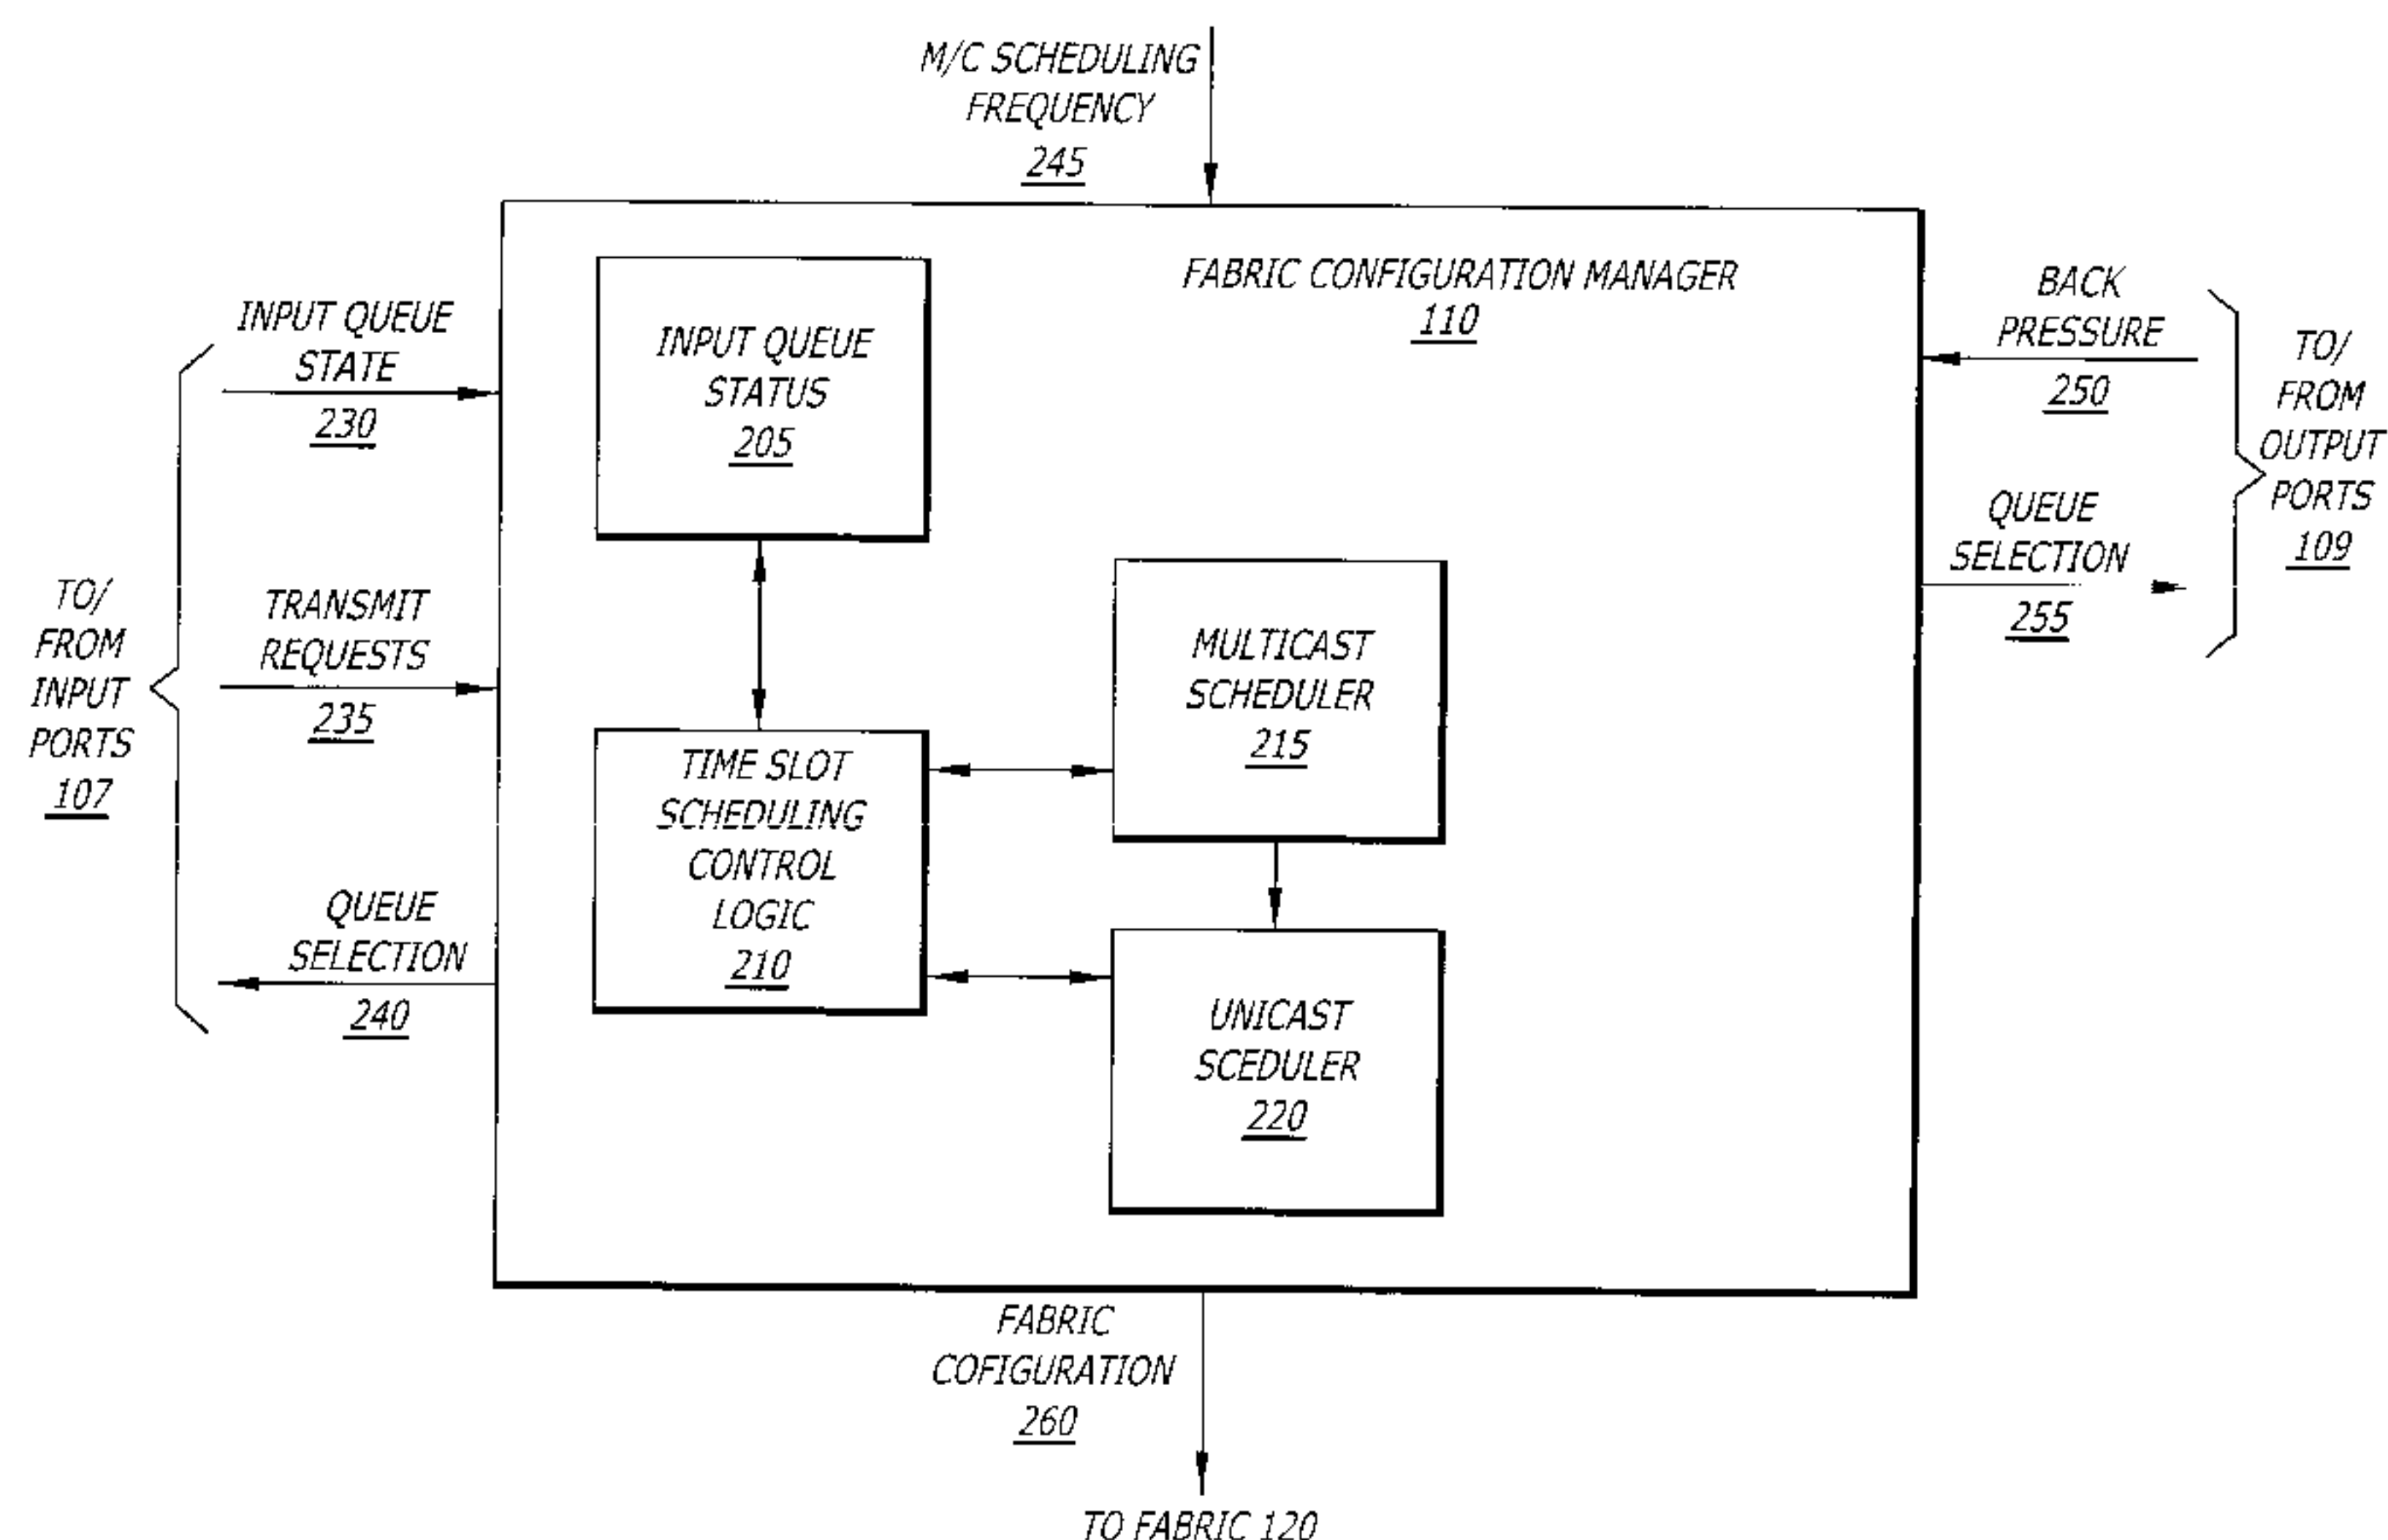 M/C SCHEDULING
FREQUENCY
245
FABRIC CONFIGURATION MANAGER
110
INPUT QUEUE
STATUS
205
INPUT QUEUE
STATE
230
BACK
PRESSURE
250
TO/
FROM
OUTPUT
PORTS
109
QUEUE
SELECTION
255
TO/
FROM
INPUT
PORTS
107
TRANSMIT
REQUESTS
235
MULTICAST
SCHEDULER
215
TIME SLOT
SCHEDULING
CONTROL
LOGIC
210
QUEUE
SELECTION
240
UNICAST
SCEDULER
220
FABRIC
COFIGURATION
260
TO FABRIC 120